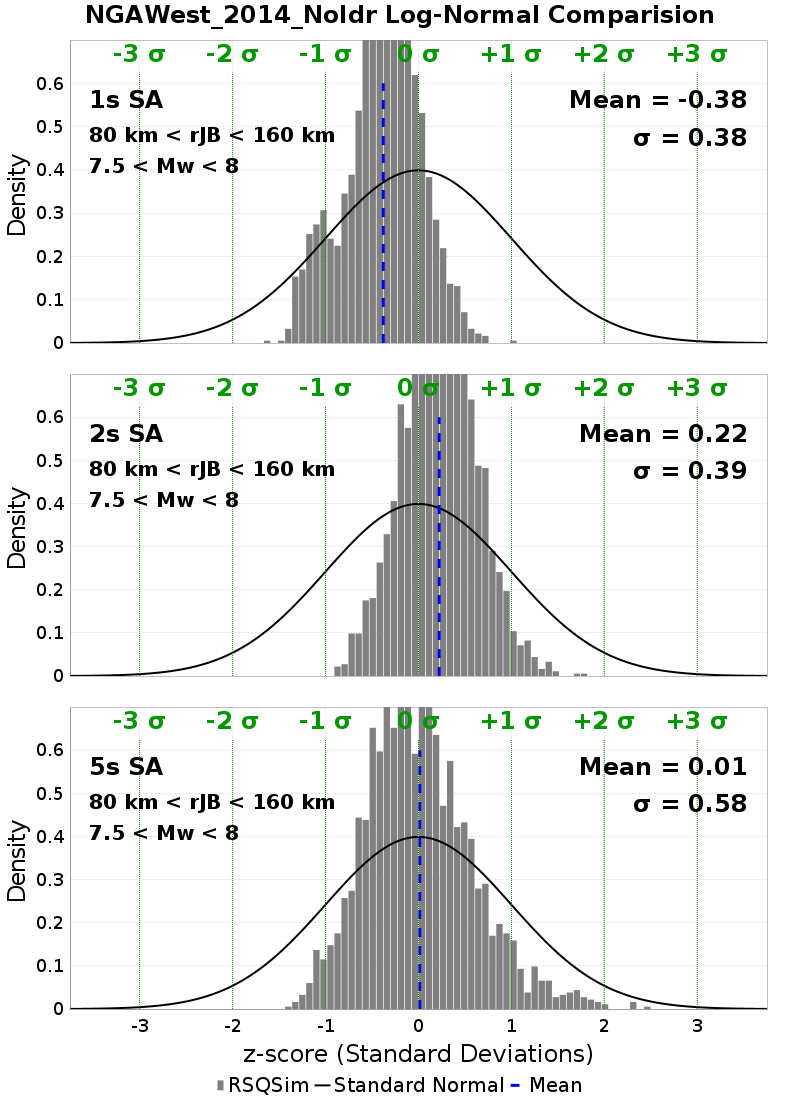 NGAWest_2014_NoIdr Log-Normal Comparision
-3 σ -2 σ -1 σ 0 σ +1 σ +2 σ +3 σ
1s SA
Mean = -0.38
80 km < rJB < 160 km
σ = 0.38
7.5 < Mw < 8
Density
0.6
0.5
0.4
0.3
0.2
0.1
0
-3 σ -2 σ -1 σ 0 σ +1 σ +2 σ +3 σ
2s SA
Mean = 0.22
80 km < rJB < 160 km
σ = 0.39
7.5 < Mw < 8
Density
0.6
0.5
0.4
0.3
0.2
0.1
0
-3 σ -2 σ -1 σ 0 σ +1 σ +2 σ +3 σ
5s SA
Mean = 0.01
80 km < rJB < 160 km
σ = 0.58
7.5 < Mw < 8
Density
0.6
0.5
0.4
0.3
0.2
0.1
0
-3 -2 -1 0 1 2 3
z-score (Standard Deviations)
RSQSim Standard Normal Mean